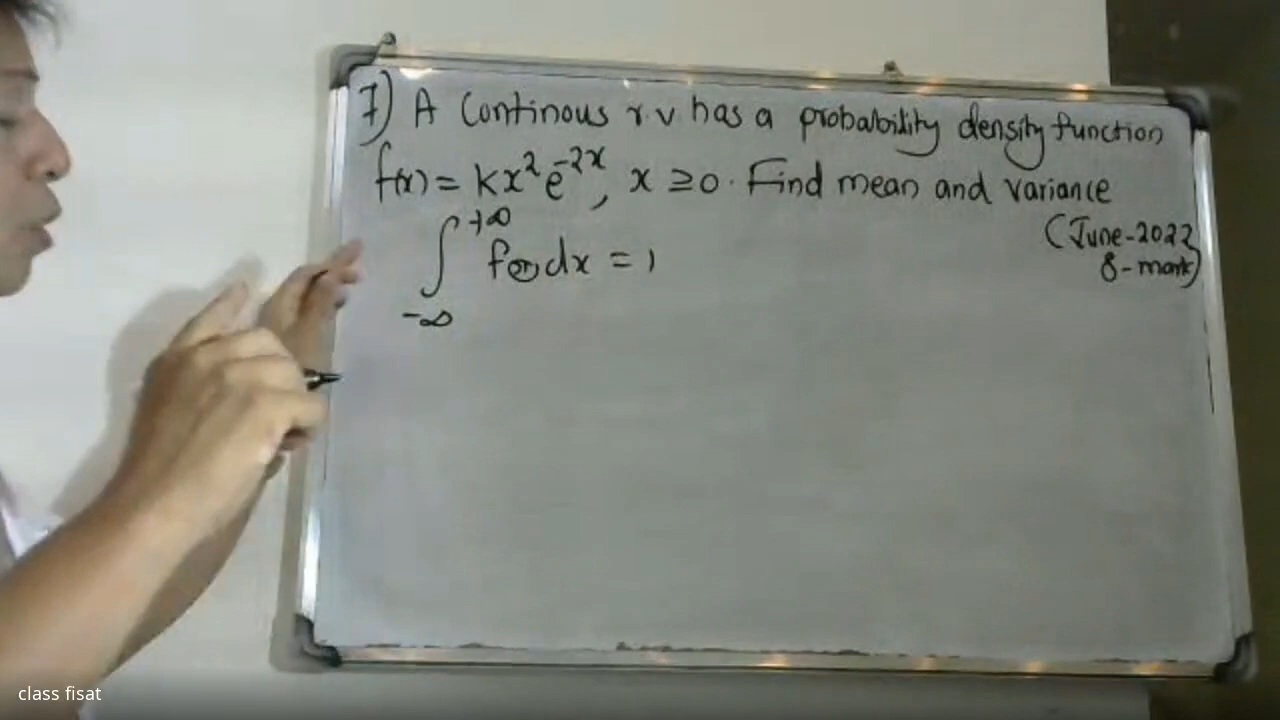 7) A Continous r.v has a probability density function
f(x) = kx²e⁻²ˣ, x ≥ 0. Find mean and variance
(June-2022
8-mark)
∫₋∞⁺∞ f(x)dx = 1
class fisat